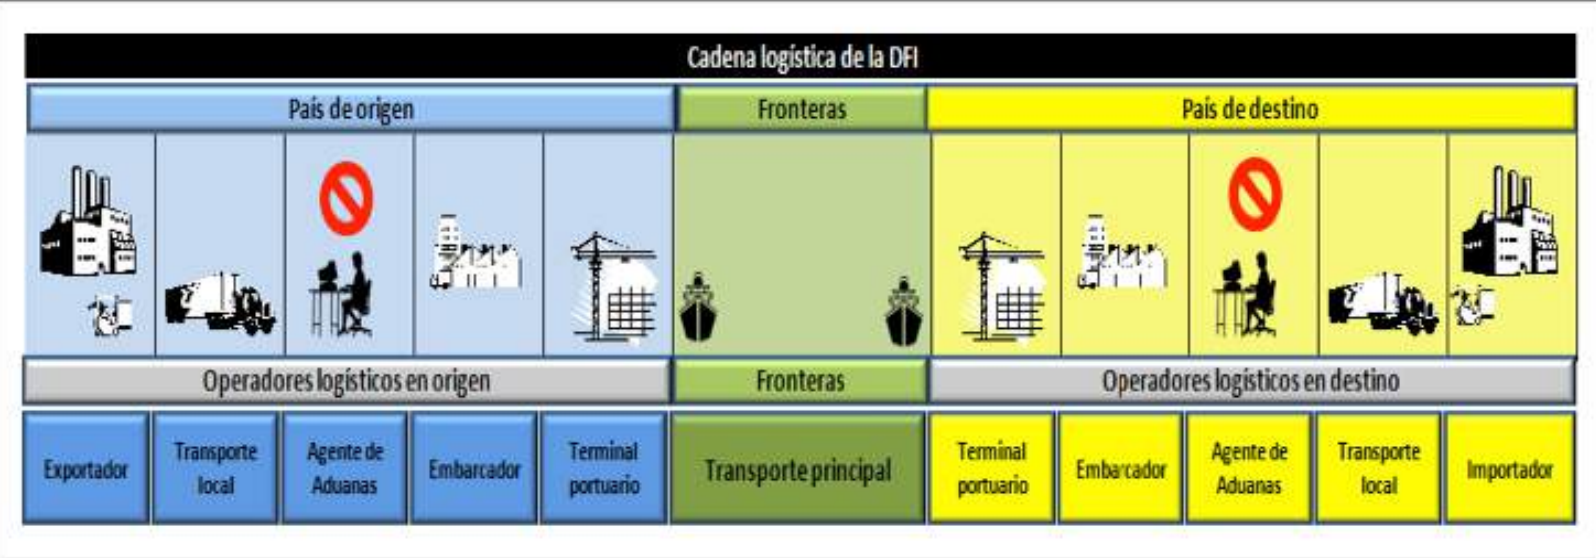 Cadena logística de la DFI
País de origen
Fronteras
País de destino
Operadores logísticos en origen
Fronteras
Operadores logísticos en destino
Exportador
Transporte
local
Agente de
Aduanas
Embarcador
Terminal
portuario
Transporte principal
Terminal
portuario
Embarcador
Agente de
Aduanas
Transporte
local
Importador